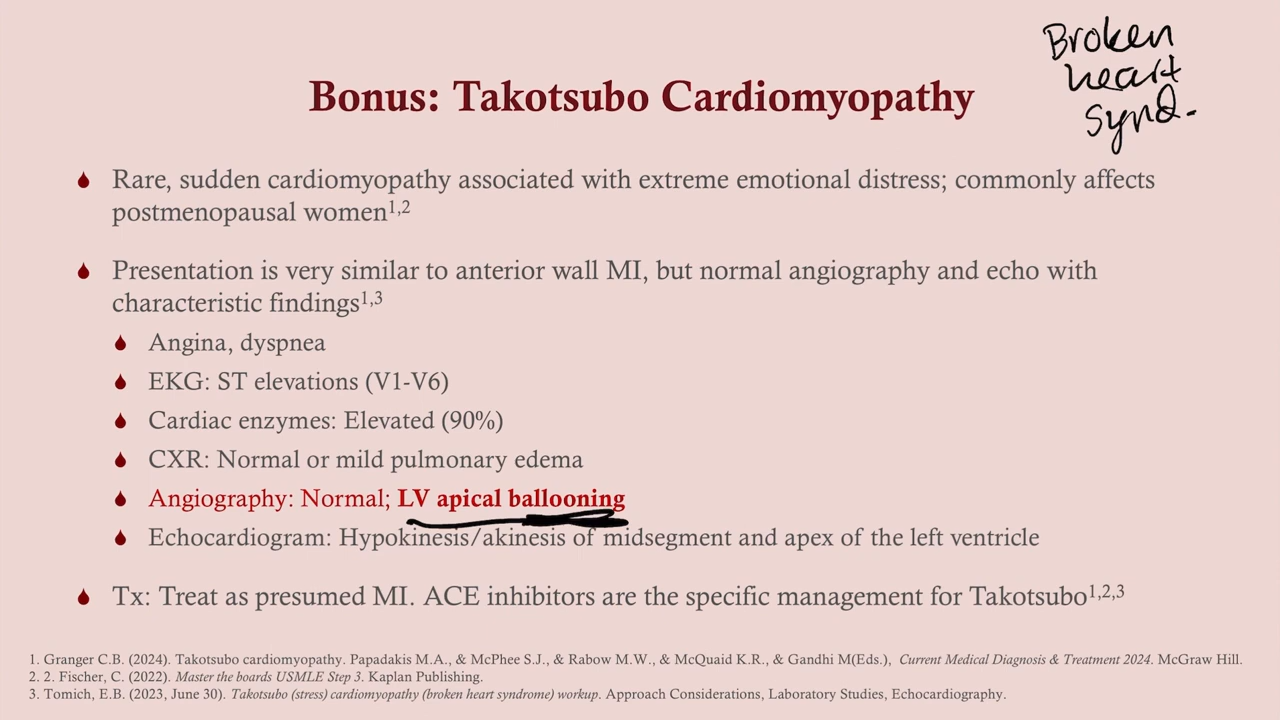 Broken
heart
synd.
Bonus: Takotsubo Cardiomyopathy
Rare, sudden cardiomyopathy associated with extreme emotional distress; commonly affects
postmenopausal women1,2
Presentation is very similar to anterior wall MI, but normal angiography and echo with
characteristic findings1,3
Angina, dyspnea
EKG: ST elevations (V1-V6)
Cardiac enzymes: Elevated (90%)
CXR: Normal or mild pulmonary edema
Angiography: Normal; LV apical ballooning
Echocardiogram: Hypokinesis/akinesis of midsegment and apex of the left ventricle
Tx: Treat as presumed MI. ACE inhibitors are the specific management for Takotsubo1,2,3
1. Granger C.B. (2024). Takotsubo cardiomyopathy. Papadakis M.A., & McPhee S.J., & Rabow M.W., & McQuaid K.R., & Gandhi M(Eds.), Current Medical Diagnosis & Treatment 2024. McGraw Hill.
2. 2. Fischer, C. (2022). Master the boards USMLE Step 3. Kaplan Publishing.
3. Tomich, E.B. (2023, June 30). Takotsubo (stress) cardiomyopathy (broken heart syndrome) workup. Approach Considerations, Laboratory Studies, Echocardiography.